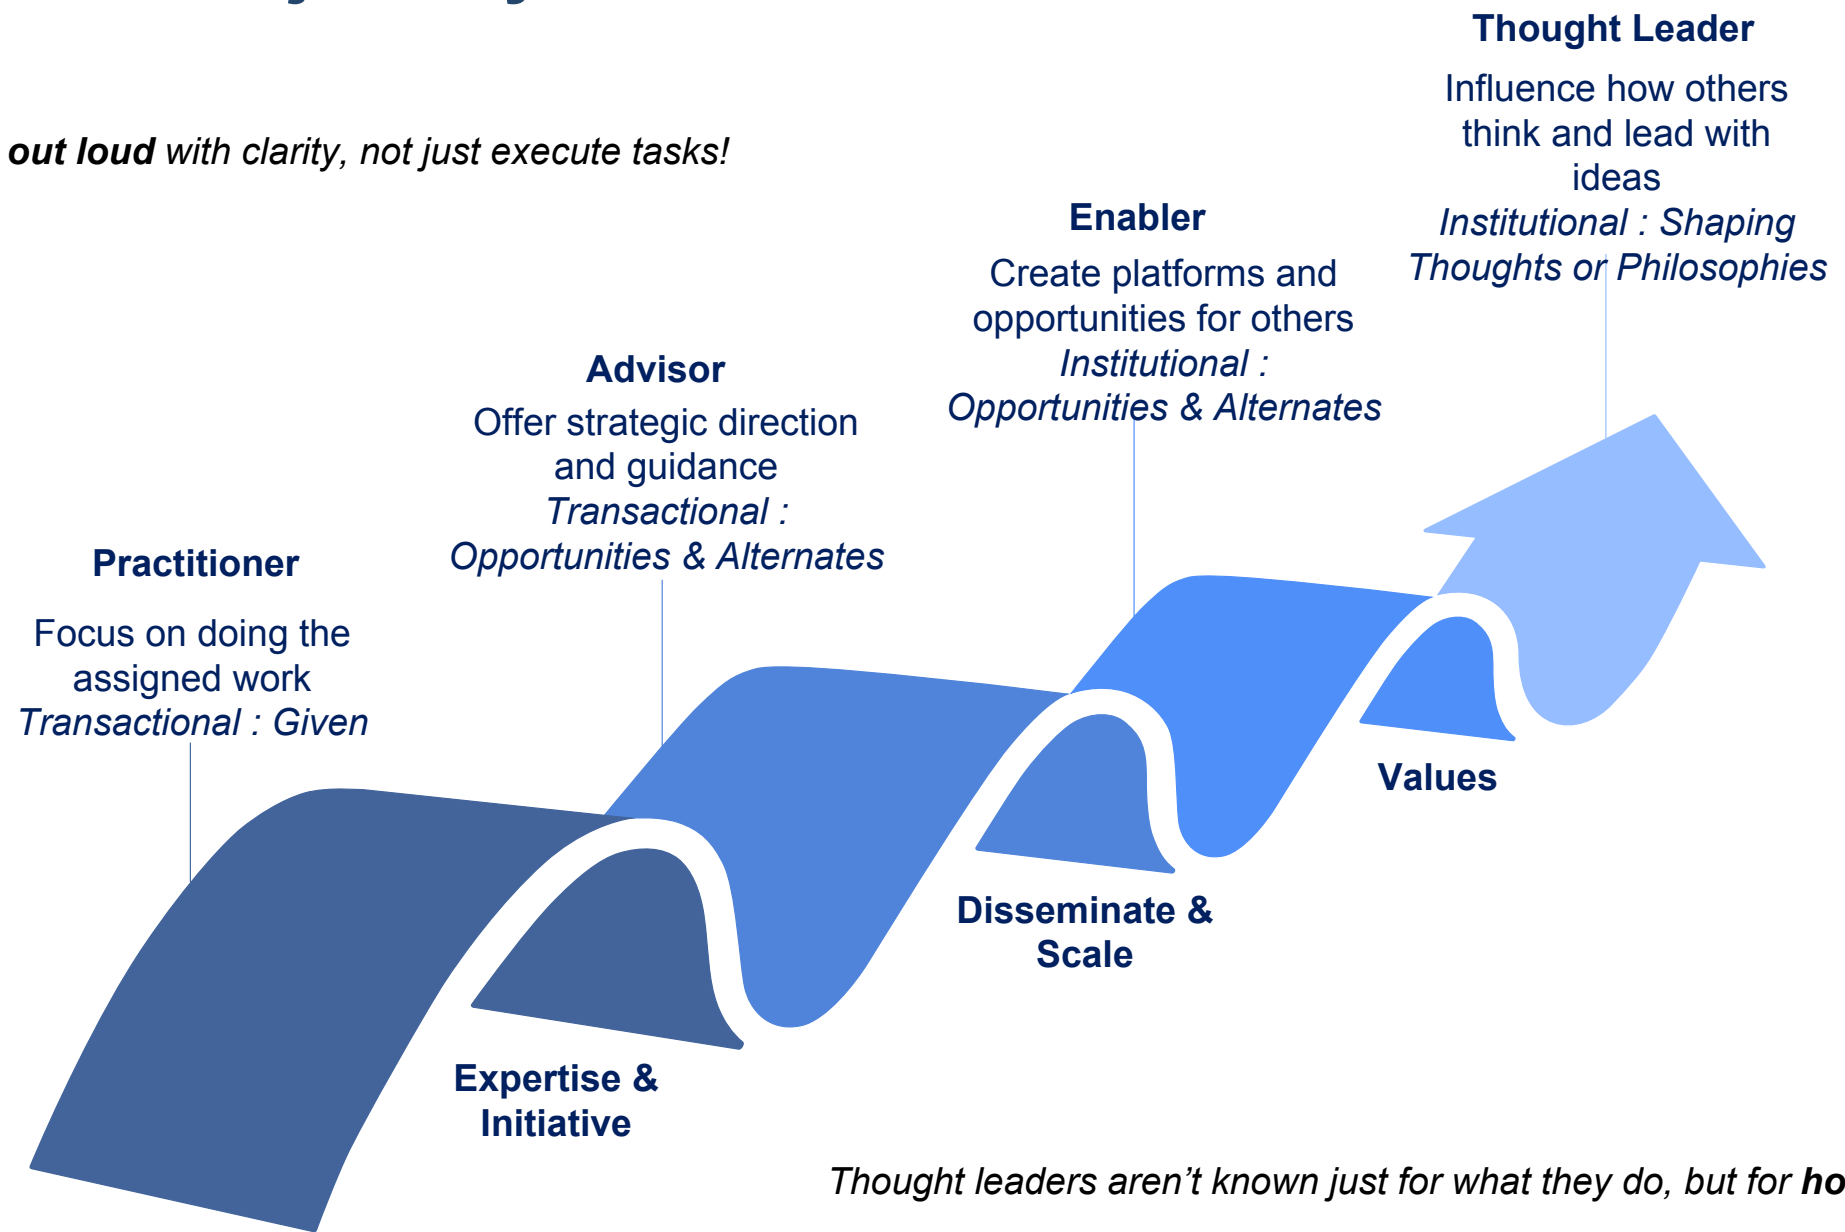 Thought Leader
Influence how others
think and lead with
ideas
Institutional : Shaping
Thoughts or Philosophies
out loud with clarity, not just execute tasks!
Enabler
Create platforms and
opportunities for others
Institutional :
Opportunities & Alternates
Advisor
Offer strategic direction
and guidance
Transactional :
Opportunities & Alternates
Practitioner
Focus on doing the
assigned work
Transactional : Given
Values
Disseminate &
Scale
Expertise &
Initiative
Thought leaders aren’t known just for what they do, but for